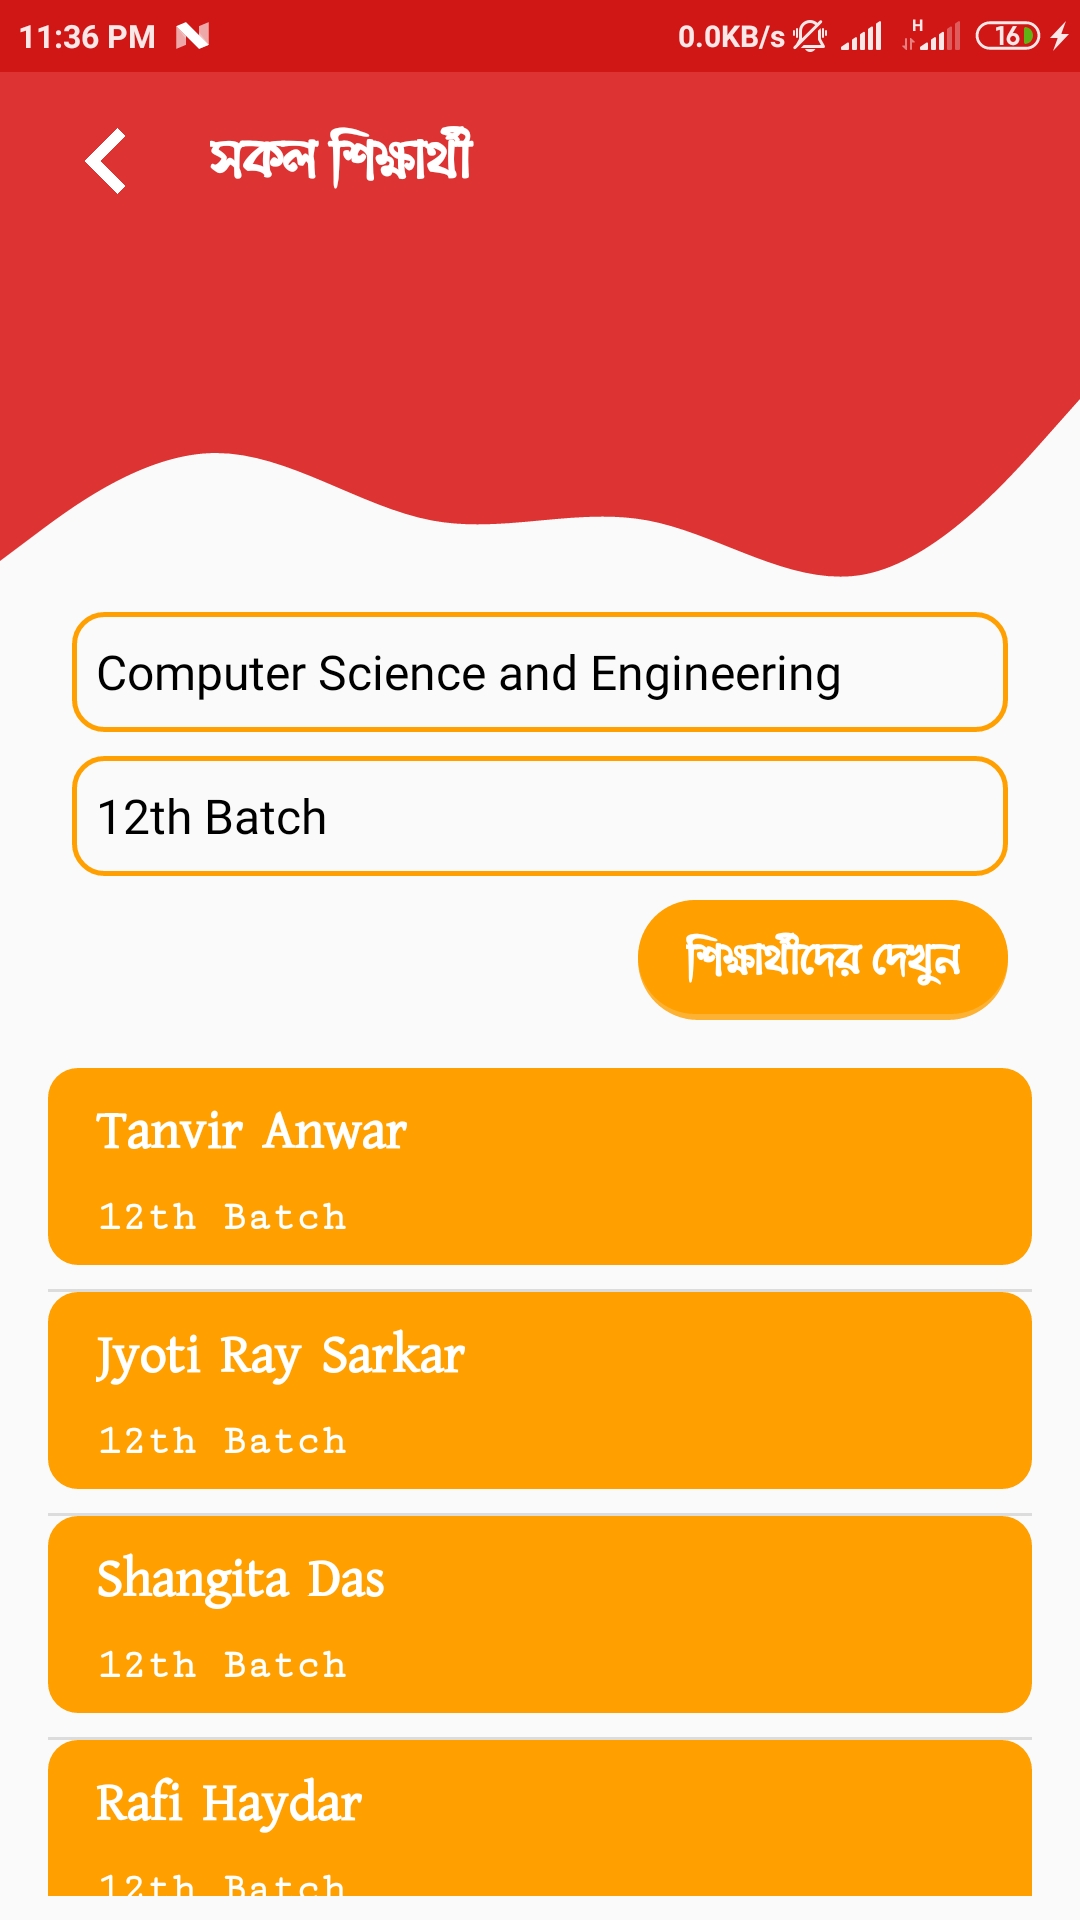 11:36 PM 0.0KB/s H 16
সকল শিক্ষার্থী
Computer Science and Engineering
12th Batch
শিক্ষার্থীদের দেখুন
Tanvir Anwar
12th Batch
Jyoti Ray Sarkar
12th Batch
Shangita Das
12th Batch
Rafi Haydar
12th Batch